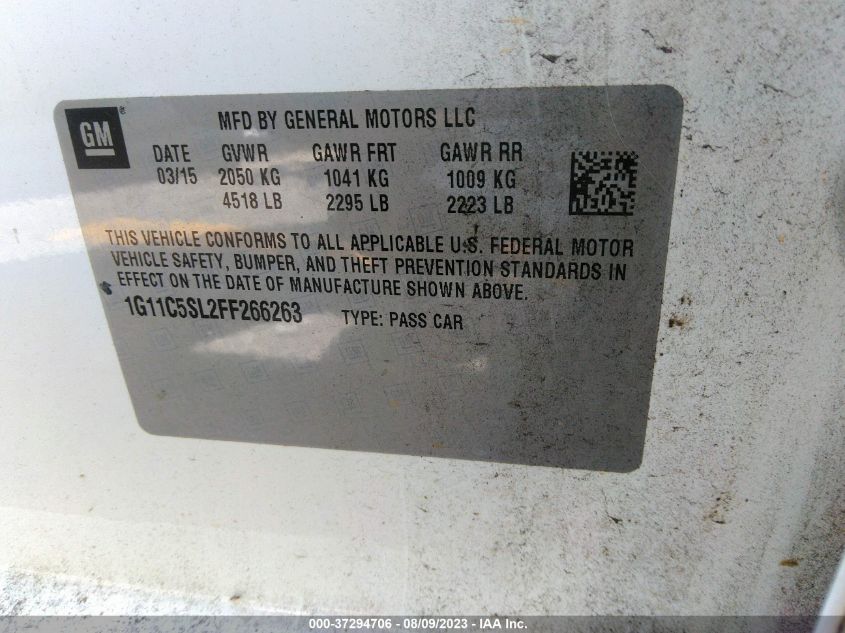 GM ®
MFD BY GENERAL MOTORS LLC
DATE GVWR GAWR FRT GAWR RR
03/15 2050 KG 1041 KG 1009 KG
4518 LB 2295 LB 2223 LB
THIS VEHICLE CONFORMS TO ALL APPLICABLE U.S. FEDERAL MOTOR
VEHICLE SAFETY, BUMPER, AND THEFT PREVENTION STANDARDS IN
EFFECT ON THE DATE OF MANUFACTURE SHOWN ABOVE.
1G11C5SL2FF266263 TYPE: PASS CAR
000-37294706 - 08/09/2023 - IAA Inc.